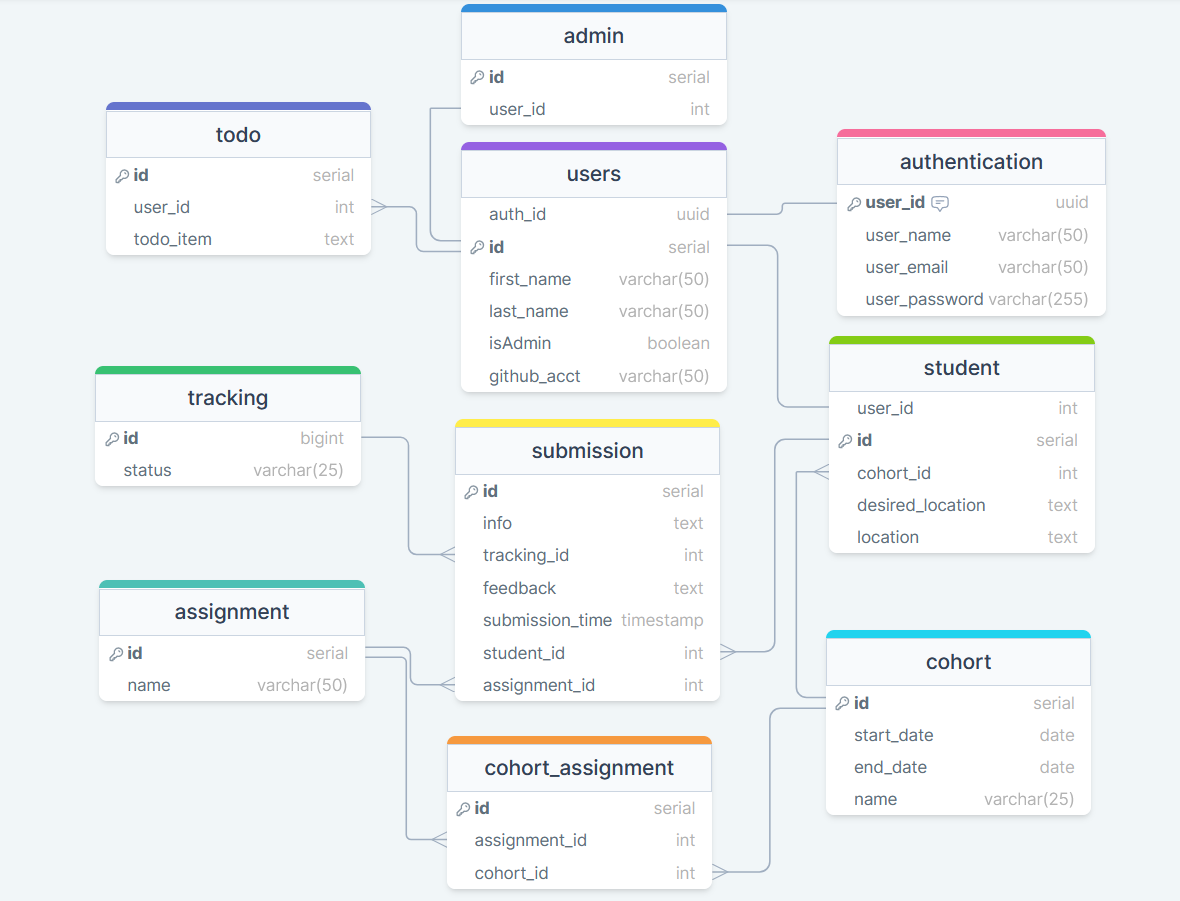 admin
id serial
user_id int
todo
id serial
user_id int
todo_item text
users
auth_id uuid
id serial
first_name varchar(50)
last_name varchar(50)
isAdmin boolean
github_acct varchar(50)
authentication
user_id uuid
user_name varchar(50)
user_email varchar(50)
user_password varchar(255)
student
user_id int
id serial
cohort_id int
desired_location text
location text
tracking
id bigint
status varchar(25)
submission
id serial
info text
tracking_id int
feedback text
submission_time timestamp
student_id int
assignment_id int
assignment
id serial
name varchar(50)
cohort
id serial
start_date date
end_date date
name varchar(25)
cohort_assignment
id serial
assignment_id int
cohort_id int